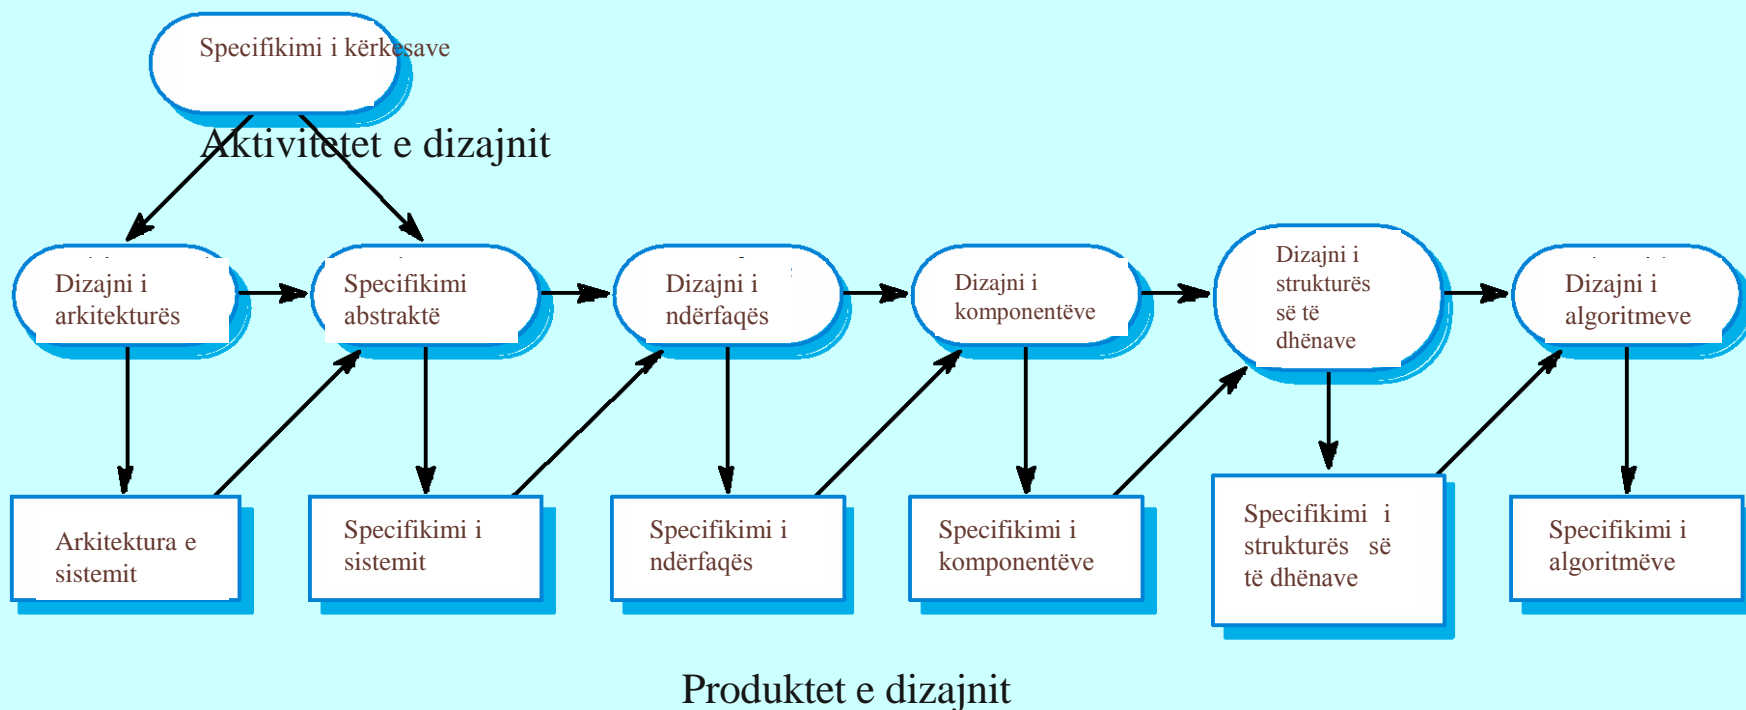 Specifikimi i kërkesave
Aktivitetet e dizajnit
Dizajni i
arkitekturës
Specifikimi
abstraktë
Dizajni i
ndërfaqës
Dizajni i
komponentëve
Dizajni i
strukturës
së të
dhënave
Dizajni i
algoritmeve
Arkitektura e
sistemit
Specifikimi i
sistemit
Specifikimi i
ndërfaqës
Specifikimi i
komponentëve
Specifikimi i
strukturës së
të dhënave
Specifikimi i
algoritmëve
Produktet e dizajnit